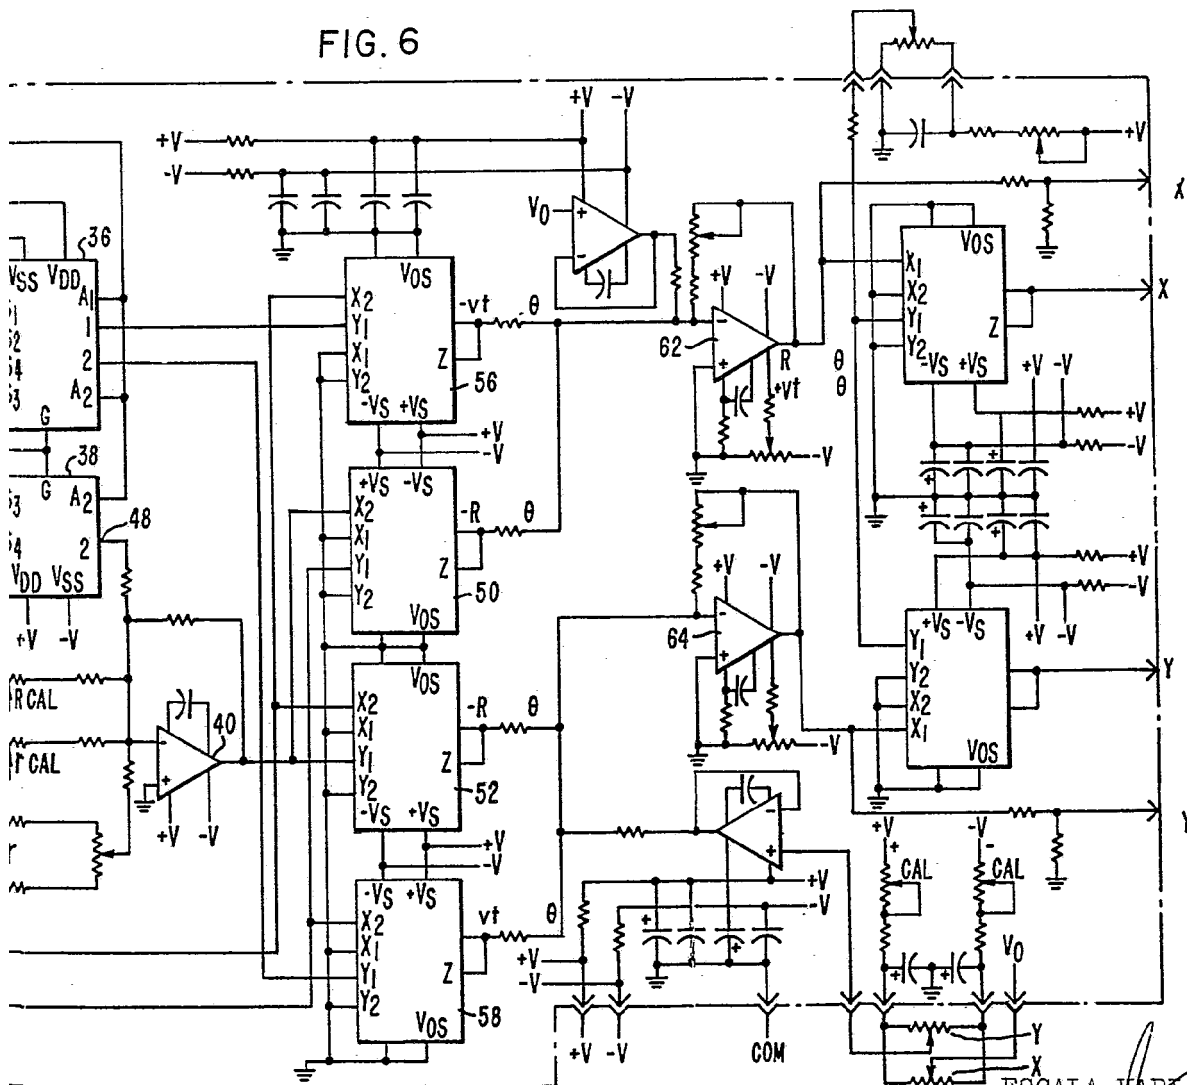 FIG. 6
+V -V
+V
-V
+V
X
V0
+
-
36
VSS VDD
A1
1
2
A2
G
VOS
X2
Y1
X1
Y2
-VS +VS
Z
56
-vt θ
62
-
+
+V -V
R
+vt
-V
θ
θ
VOS
X1
X2
Y1
Y2
Z
-VS +VS
+V -V
X
+V
-V
+V
-V
38
G A2
48
2
VDD VSS
+V -V
+VS -VS
X2
X1
Y1
Y2
VOS
Z
50
-R θ
+V -V
64
-
+
-V
+
+
+
+
+V
-V
+VS -VS
+V -V
Y1
Y2
X2
X1
VOS
Y
R CAL
r CAL
40
-
+
+V -V
VOS
X2
X1
Y1
Y2
-VS +VS
Z
52
-R θ
+V
-V
-
+
+V
-V
Y
+V
+
-V
-
CAL
CAL
-VS +VS
X2
X1
Y1
Y2
VOS
Z
58
vt θ
+V
-V
+
+
+
+
V0
+V -V
COM
Y
X